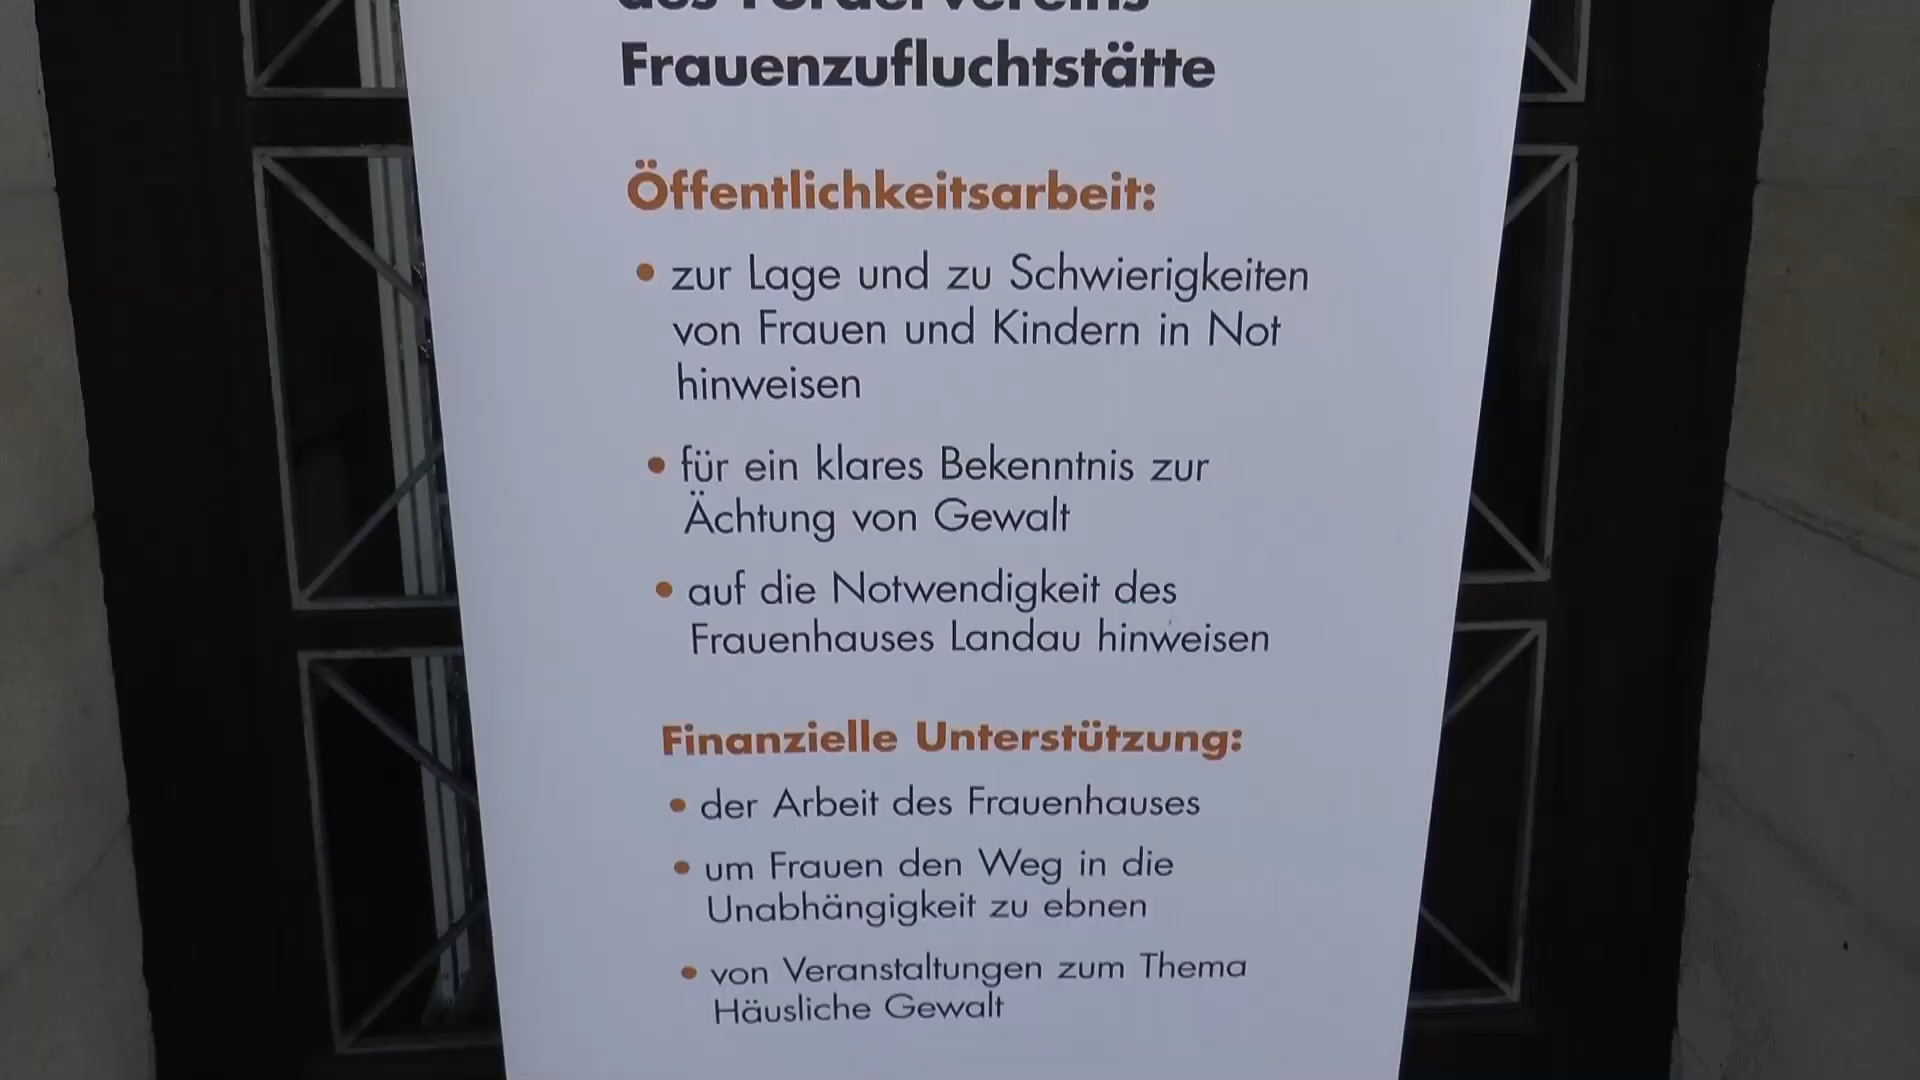 des Fördervereins
Frauenzufluchtstätte
Öffentlichkeitsarbeit:
• zur Lage und zu Schwierigkeiten
von Frauen und Kindern in Not
hinweisen
• für ein klares Bekenntnis zur
Ächtung von Gewalt
• auf die Notwendigkeit des
Frauenhauses Landau hinweisen
Finanzielle Unterstützung:
• der Arbeit des Frauenhauses
• um Frauen den Weg in die
Unabhängigkeit zu ebnen
• von Veranstaltungen zum Thema
Häusliche Gewalt